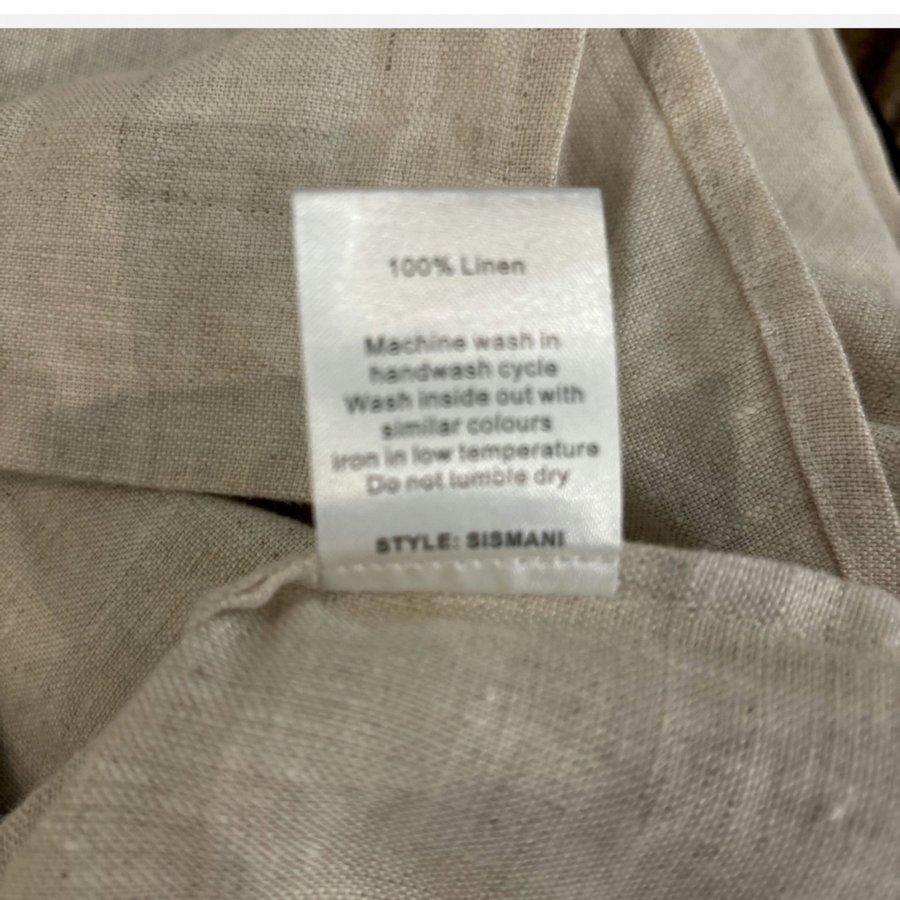 100% Linen
Machine wash in
handwash cycle
Wash inside out with
similar colours
Iron in low temperature
Do not tumble dry
STYLE: SISMANI